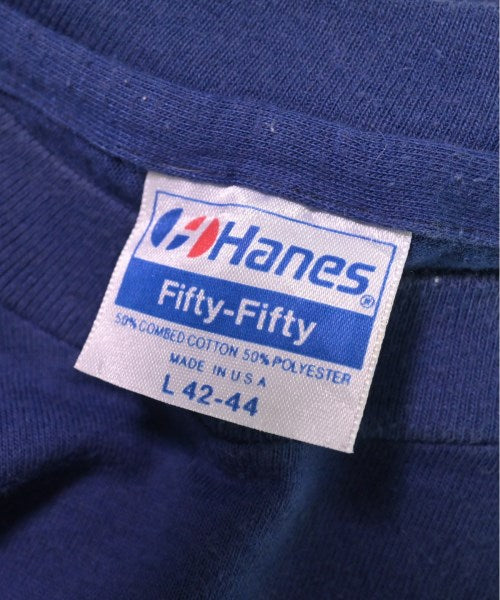 Hanes®
Fifty-Fifty
50% COMBED COTTON 50% POLYESTER
MADE IN U S A
L 42-44